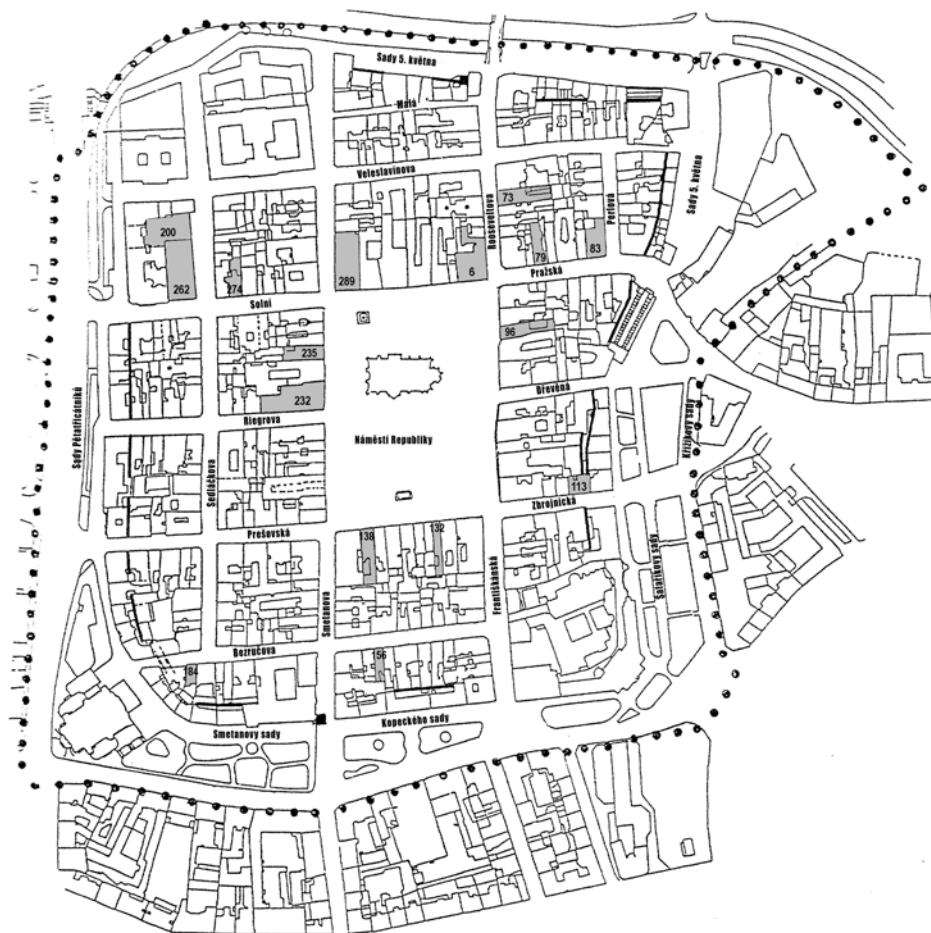 Sady 5. května
Malá
Veleslavínova
Rooseveltova
Perlová
Sady 5. května
73
200
79
83
6
289
262
274
Pražská
Solní
96
235
232
Dřevěná
Riegrova
Sady Pětatřicátníků
Křižíkovy sady
Náměstí Republiky
Sedláčkova
113
Zbrojnická
Prešovská
138
132
Smetanova
Františkánská
Šafaříkovy sady
Bezručova
156
184
Kopeckého sady
Smetanovy sady